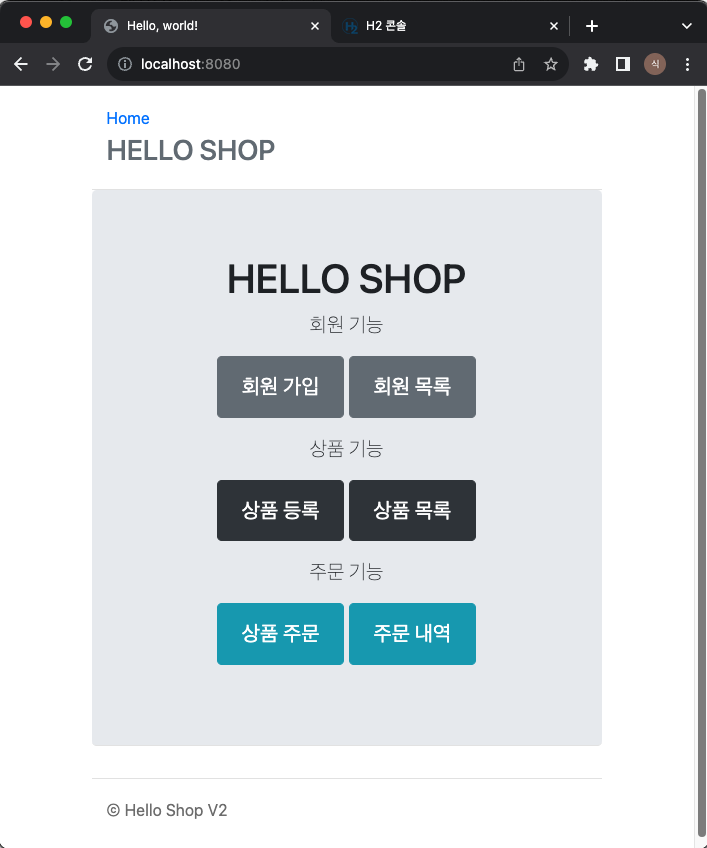 Hello, world!
H2 콘솔
localhost:8080
식
Home
HELLO SHOP
HELLO SHOP
회원 기능
회원 가입 회원 목록
상품 기능
상품 등록 상품 목록
주문 기능
상품 주문 주문 내역
© Hello Shop V2